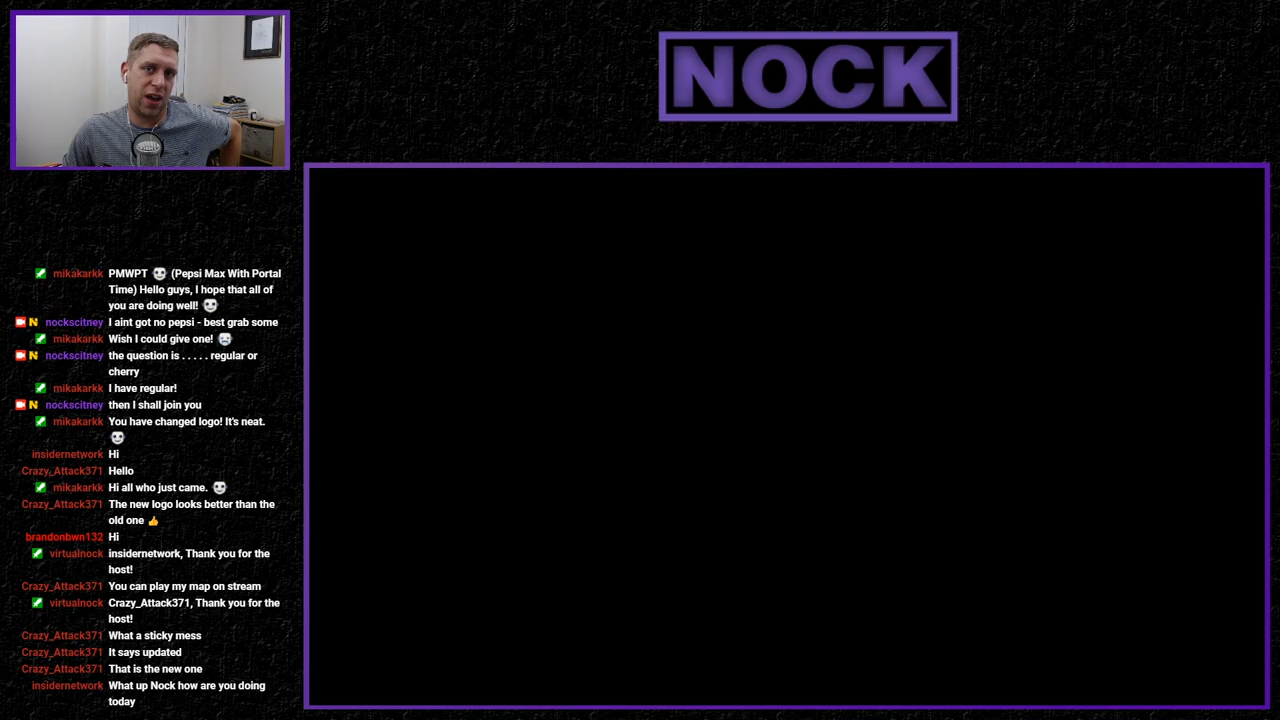 NOCK
mikakarkk PMWPT (Pepsi Max With Portal
Time) Hello guys, I hope that all of
you are doing well!
nockscitney I aint got no pepsi - best grab some
mikakarkk Wish I could give one!
nockscitney the question is . . . . . regular or
cherry
mikakarkk I have regular!
nockscitney then I shall join you
mikakarkk You have changed logo! It's neat.
insidernetwork Hi
Crazy_Attack371 Hello
mikakarkk Hi all who just came.
Crazy_Attack371 The new logo looks better than the
old one 👍
brandonbwn132 Hi
virtualnock insidernetwork, Thank you for the
host!
Crazy_Attack371 You can play my map on stream
virtualnock Crazy_Attack371, Thank you for the
host!
Crazy_Attack371 What a sticky mess
Crazy_Attack371 It says updated
Crazy_Attack371 That is the new one
insidernetwork What up Nock how are you doing
today